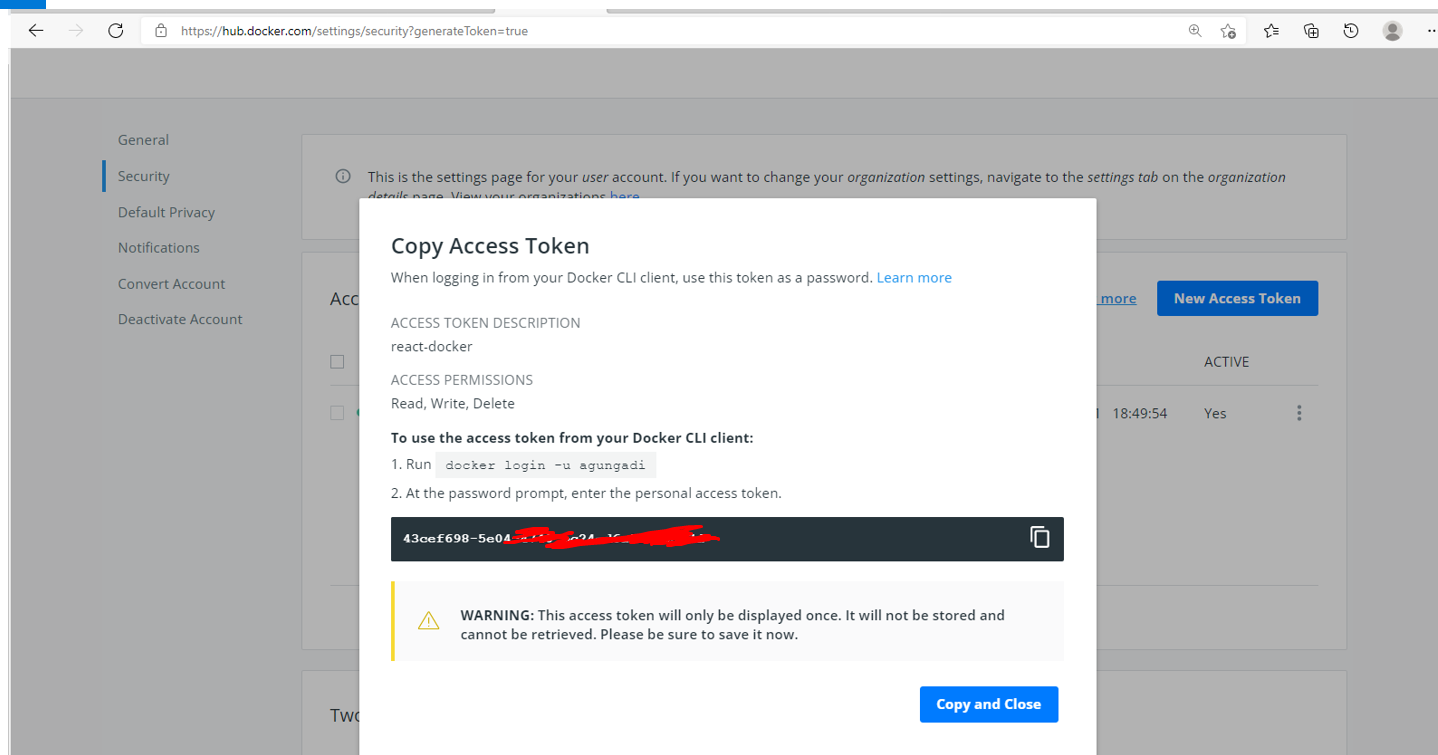 https://hub.docker.com/settings/security?generateToken=true
General
Security
Default Privacy
Notifications
Convert Account
Deactivate Account
This is the settings page for your user account. If you want to change your organization settings, navigate to the settings tab on the organization
details page. View your organizations here
Copy Access Token
When logging in from your Docker CLI client, use this token as a password. Learn more
ACCESS TOKEN DESCRIPTION
react-docker
ACCESS PERMISSIONS
Read, Write, Delete
To use the access token from your Docker CLI client:
1. Run docker login -u agungadi
2. At the password prompt, enter the personal access token.
43cef698-5e04
WARNING: This access token will only be displayed once. It will not be stored and
cannot be retrieved. Please be sure to save it now.
Copy and Close
Acc
more
New Access Token
ACTIVE
18:49:54 Yes
Two